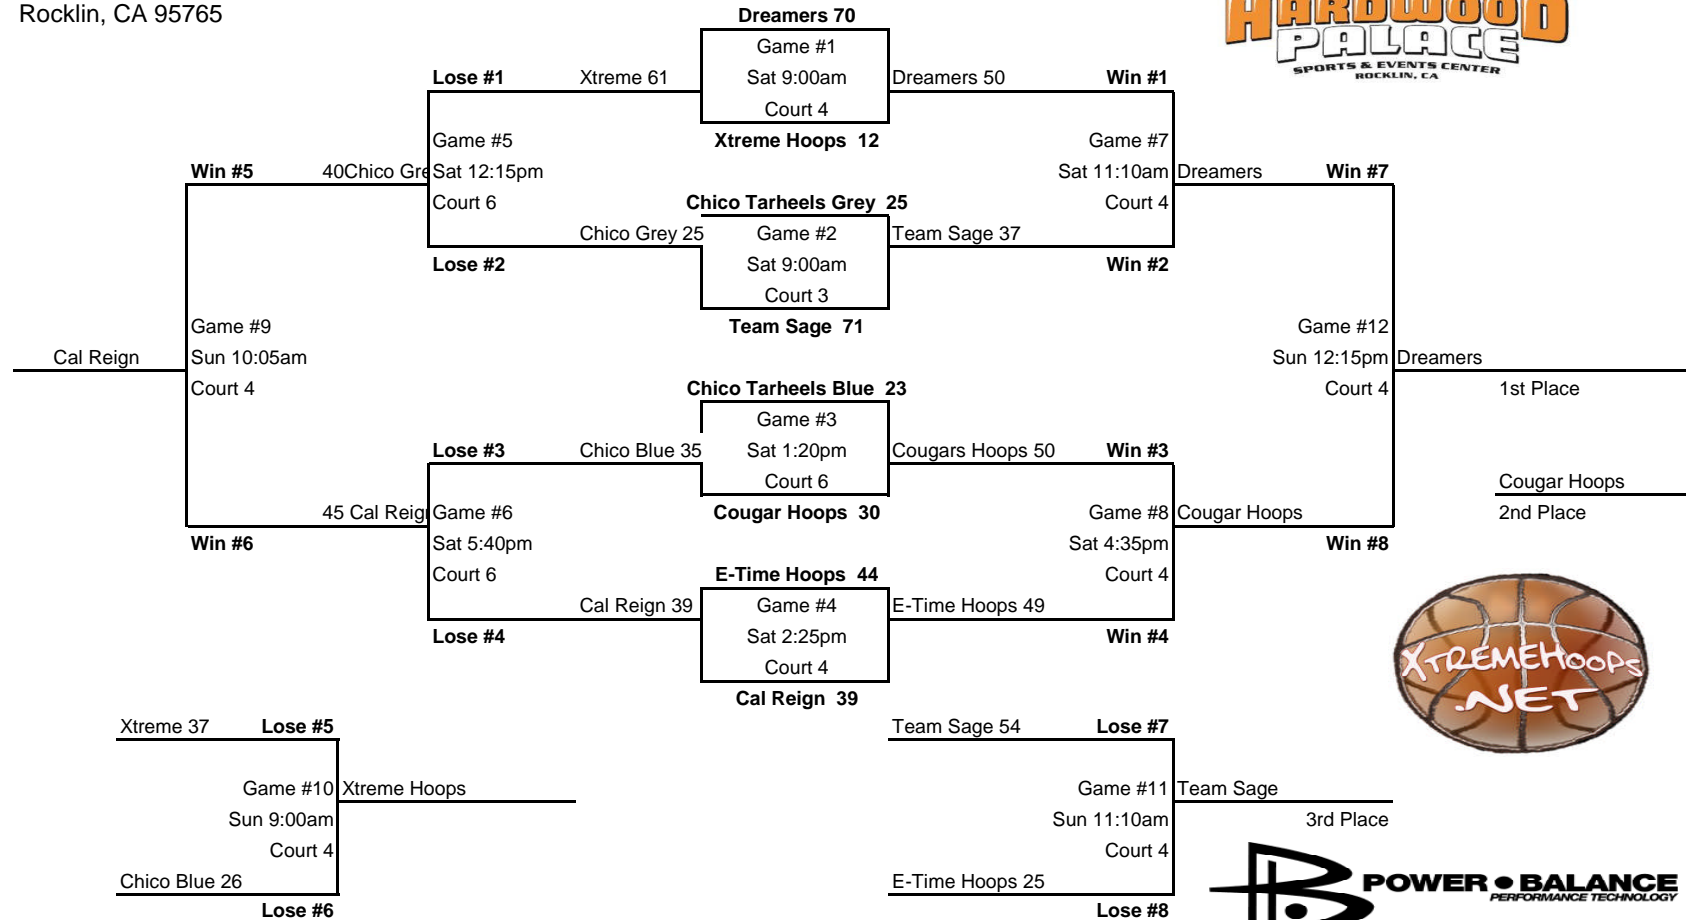 Rocklin, CA 95765
HARDWOOD
PALACE
SPORTS & EVENTS CENTER
ROCKLIN, CA
Dreamers 70
Game #1
Lose #1 Xtreme 61 Sat 9:00am Dreamers 50 Win #1
Court 4
Game #5 Xtreme Hoops 12 Game #7
Win #5 40Chico Gre Sat 12:15pm Sat 11:10am Dreamers Win #7
Court 6 Chico Tarheels Grey 25 Court 4
Chico Grey 25 Game #2 Team Sage 37
Lose #2 Sat 9:00am Win #2
Court 3
Game #9 Team Sage 71 Game #12
Cal Reign Sun 10:05am Sun 12:15pm Dreamers
Court 4 Chico Tarheels Blue 23 Court 4 1st Place
Game #3
Lose #3 Chico Blue 35 Sat 1:20pm Cougars Hoops 50 Win #3
Court 6 Cougar Hoops
45 Cal Reig Game #6 Cougar Hoops 30 Game #8 Cougar Hoops 2nd Place
Win #6 Sat 5:40pm Sat 4:35pm Win #8
Court 6 E-Time Hoops 44 Court 4
Cal Reign 39 Game #4 E-Time Hoops 49
Lose #4 Sat 2:25pm Win #4
Court 4
XTREMEHOOPS
.NET
Cal Reign 39
Xtreme 37 Lose #5 Team Sage 54 Lose #7
Game #10 Xtreme Hoops Game #11 Team Sage
Sun 9:00am Sun 11:10am 3rd Place
Court 4 Court 4
Chico Blue 26 E-Time Hoops 25
POWER BALANCE
PERFORMANCE TECHNOLOGY
Lose #6 Lose #8